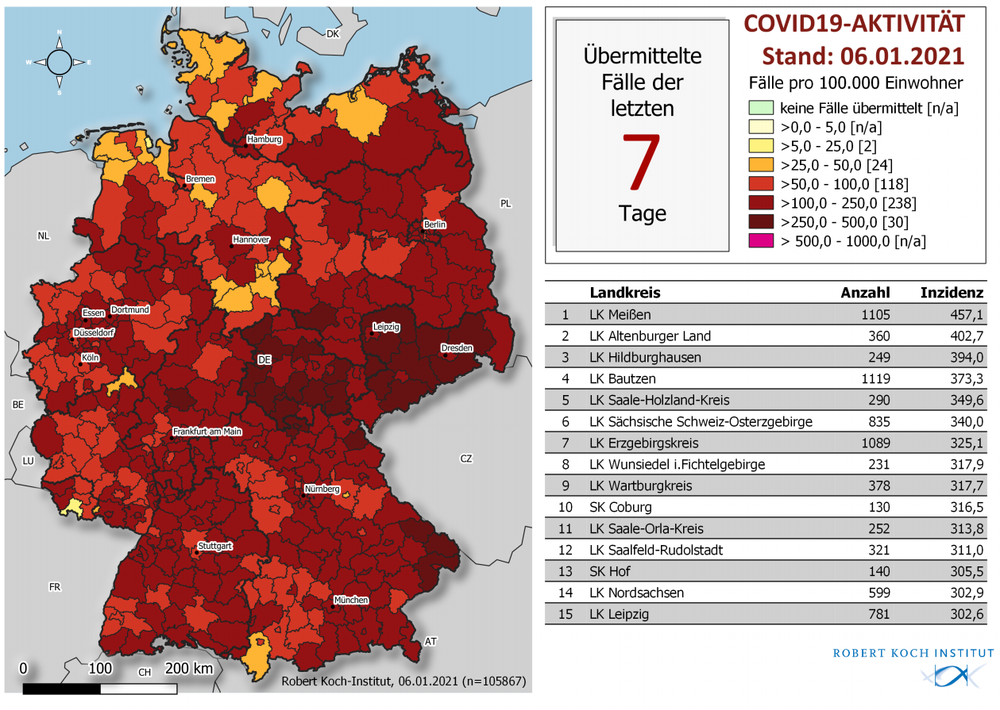 N
W
E
S
DK
PL
NL
BE
LU
FR
CH
AT
CZ
DE
Hamburg
Bremen
Berlin
Hannover
Essen
Dortmund
Düsseldorf
Köln
Leipzig
Dresden
Frankfurt am Main
Nürnberg
Stuttgart
München
0 100 200 km
Robert Koch-Institut, 06.01.2021 (n=105867)
Übermittelte
Fälle der
letzten
7
Tage
COVID19-AKTIVITÄT
Stand: 06.01.2021
Fälle pro 100.000 Einwohner
keine Fälle übermittelt [n/a]
>0,0 - 5,0 [n/a]
>5,0 - 25,0 [2]
>25,0 - 50,0 [24]
>50,0 - 100,0 [118]
>100,0 - 250,0 [238]
>250,0 - 500,0 [30]
> 500,0 - 1000,0 [n/a]
Landkreis Anzahl Inzidenz
1 LK Meißen 1105 457,1
2 LK Altenburger Land 360 402,7
3 LK Hildburghausen 249 394,0
4 LK Bautzen 1119 373,3
5 LK Saale-Holzland-Kreis 290 349,6
6 LK Sächsische Schweiz-Osterzgebirge 835 340,0
7 LK Erzgebirgskreis 1089 325,1
8 LK Wunsiedel i.Fichtelgebirge 231 317,9
9 LK Wartburgkreis 378 317,7
10 SK Coburg 130 316,5
11 LK Saale-Orla-Kreis 252 313,8
12 LK Saalfeld-Rudolstadt 321 311,0
13 SK Hof 140 305,5
14 LK Nordsachsen 599 302,9
15 LK Leipzig 781 302,6
ROBERT KOCH INSTITUT